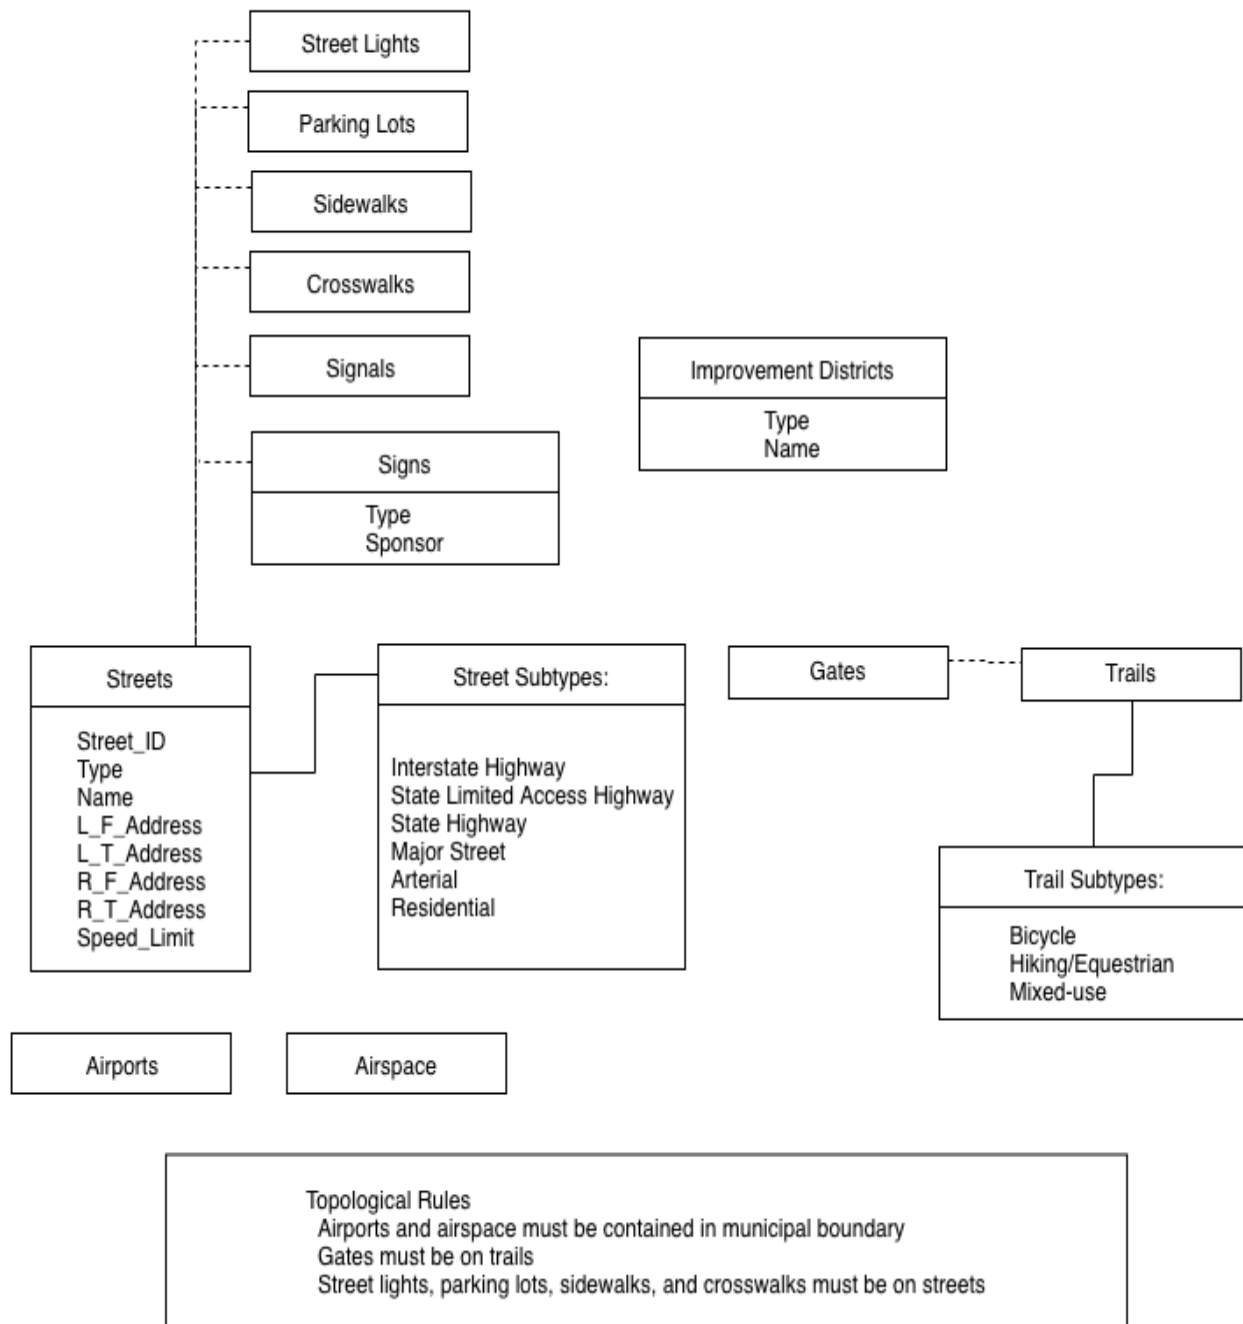 Street Lights
Parking Lots
Sidewalks
Crosswalks
Signals
Improvement Districts
Type
Name
Signs
Type
Sponsor
Streets
Street_ID
Type
Name
L_F_Address
L_T_Address
R_F_Address
R_T_Address
Speed_Limit
Street Subtypes:
Interstate Highway
State Limited Access Highway
State Highway
Major Street
Arterial
Residential
Gates
Trails
Trail Subtypes:
Bicycle
Hiking/Equestrian
Mixed-use
Airports
Airspace
Topological Rules
Airports and airspace must be contained in municipal boundary
Gates must be on trails
Street lights, parking lots, sidewalks, and crosswalks must be on streets